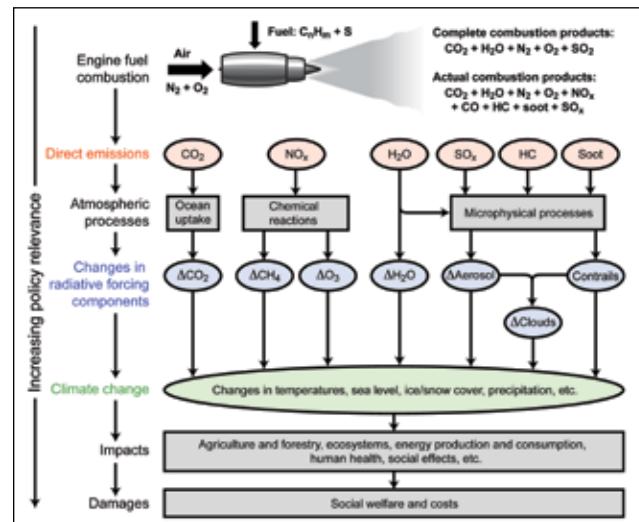 Fuel: CnHm + S
Engine fuel
combustion
Air
N2 + O2
Complete combustion products:
CO2 + H2O + N2 + O2 + SO2
Actual combustion products:
CO2 + H2O + N2 + O2 + NOx
+ CO + HC + soot + SOx
Increasing policy relevance
Direct emissions
CO2
NOx
H2O
SOx
HC
Soot
Atmospheric
processes
Ocean
uptake
Chemical
reactions
Microphysical processes
Changes in
radiative forcing
components
ΔCO2
ΔCH4
ΔO3
ΔH2O
ΔAerosol
Contrails
ΔClouds
Climate change
Changes in temperatures, sea level, ice/snow cover, precipitation, etc.
Impacts
Agriculture and forestry, ecosystems, energy production and consumption,
human health, social effects, etc.
Damages
Social welfare and costs